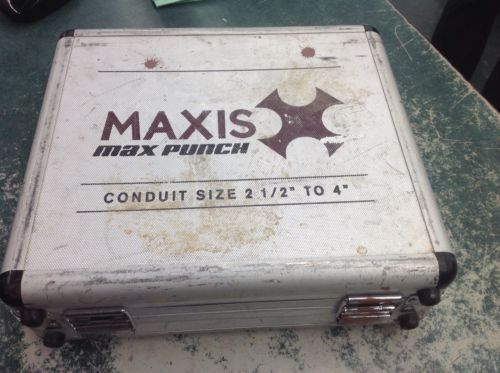 MAXIS
max punch
CONDUIT SIZE 2 1/2" TO 4"